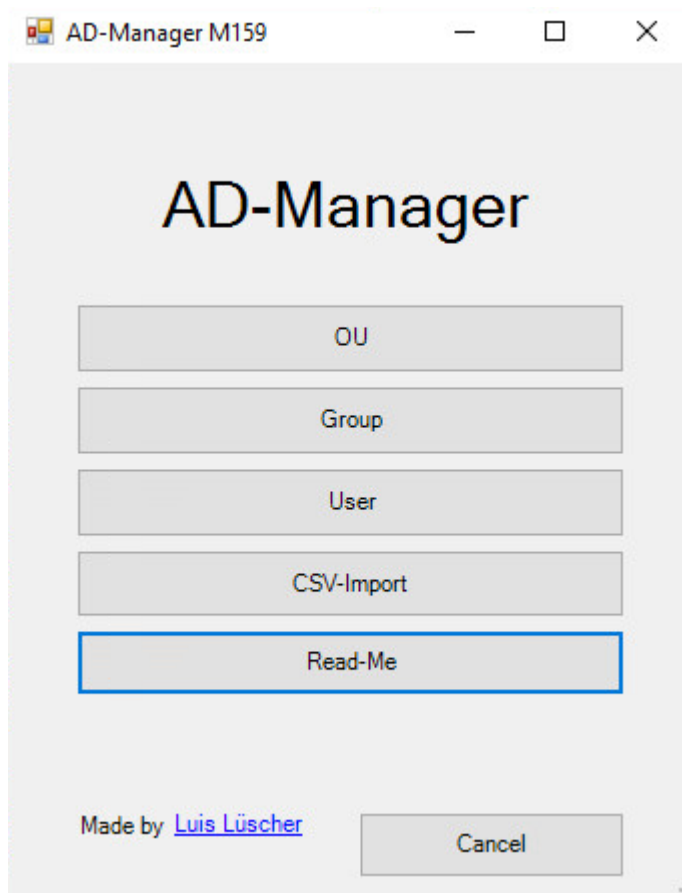 AD-Manager M159
AD-Manager
OU
Group
User
CSV-Import
Read-Me
Made by Luis Lüscher
Cancel